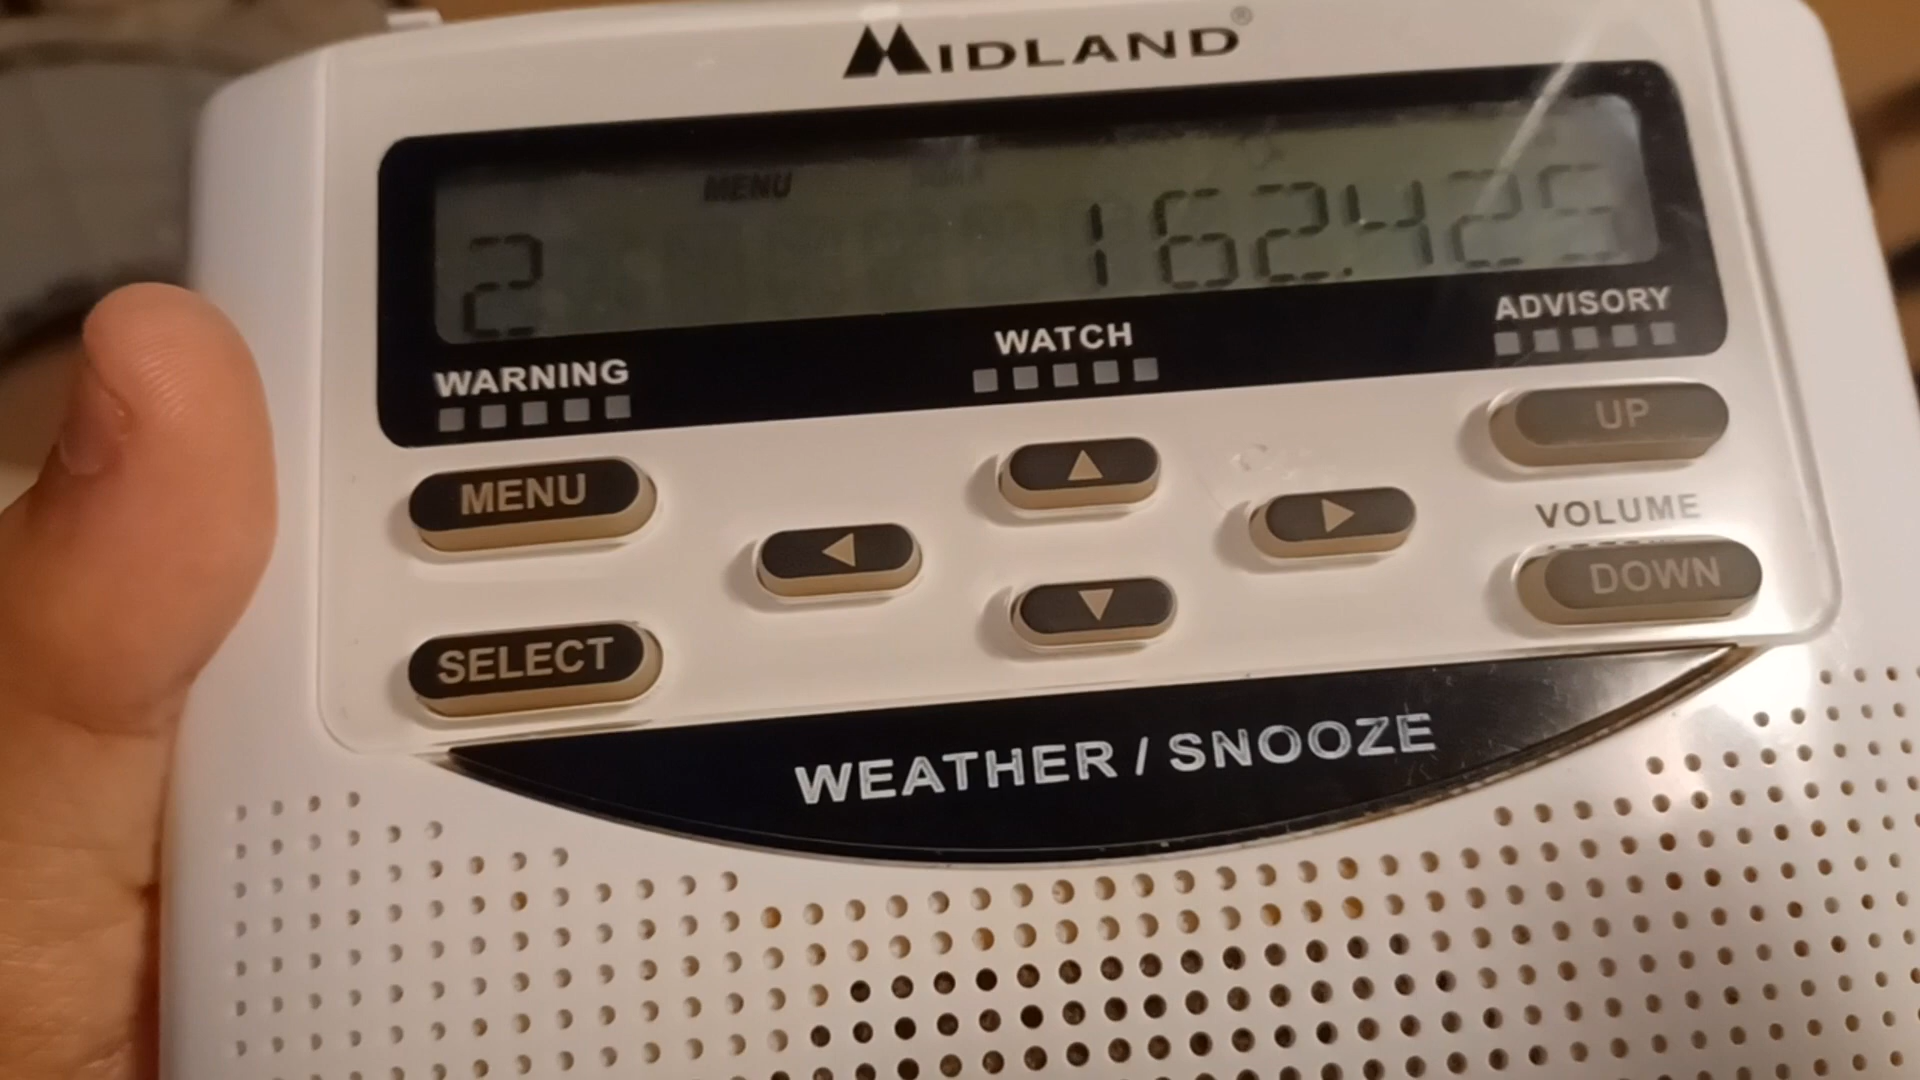 MIDLAND®
MENU
2 162.425
WARNING WATCH ADVISORY
MENU
UP
VOLUME
DOWN
SELECT
WEATHER / SNOOZE